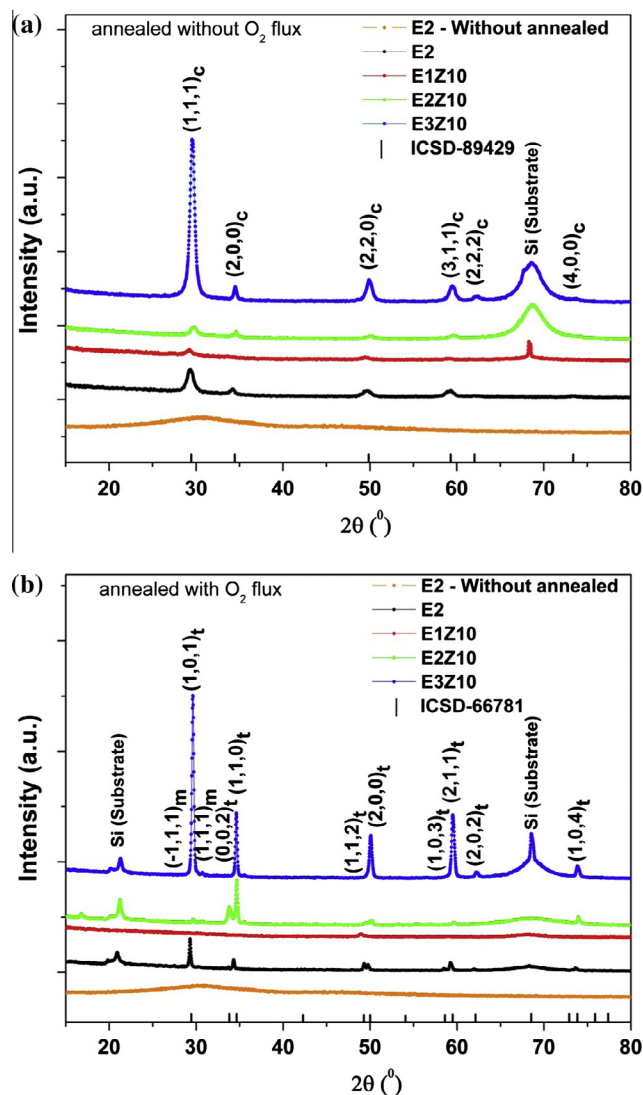 (a)
annealed without O2 flux
E2 - Without annealed
E2
E1Z10
E2Z10
E3Z10
ICSD-89429
(1,1,1)c
(2,0,0)c
(2,2,0)c
(3,1,1)c
(2,2,2)c
Si (Substrate)
(4,0,0)c
Intensity (a.u.)
20 30 40 50 60 70 80
2θ (0)
(b)
annealed with O2 flux
E2 - Without annealed
E2
E1Z10
E2Z10
E3Z10
ICSD-66781
Si (Substrate)
(-1,1,1)m
(1,0,1)t
(1,1,1)m
(0,0,2)t
(1,1,0)t
(1,1,2)t
(2,0,0)t
(1,0,3)t
(2,1,1)t
(2,0,2)t
Si (Substrate)
(1,0,4)t
Intensity (a.u.)
20 30 40 50 60 70 80
2θ (0)